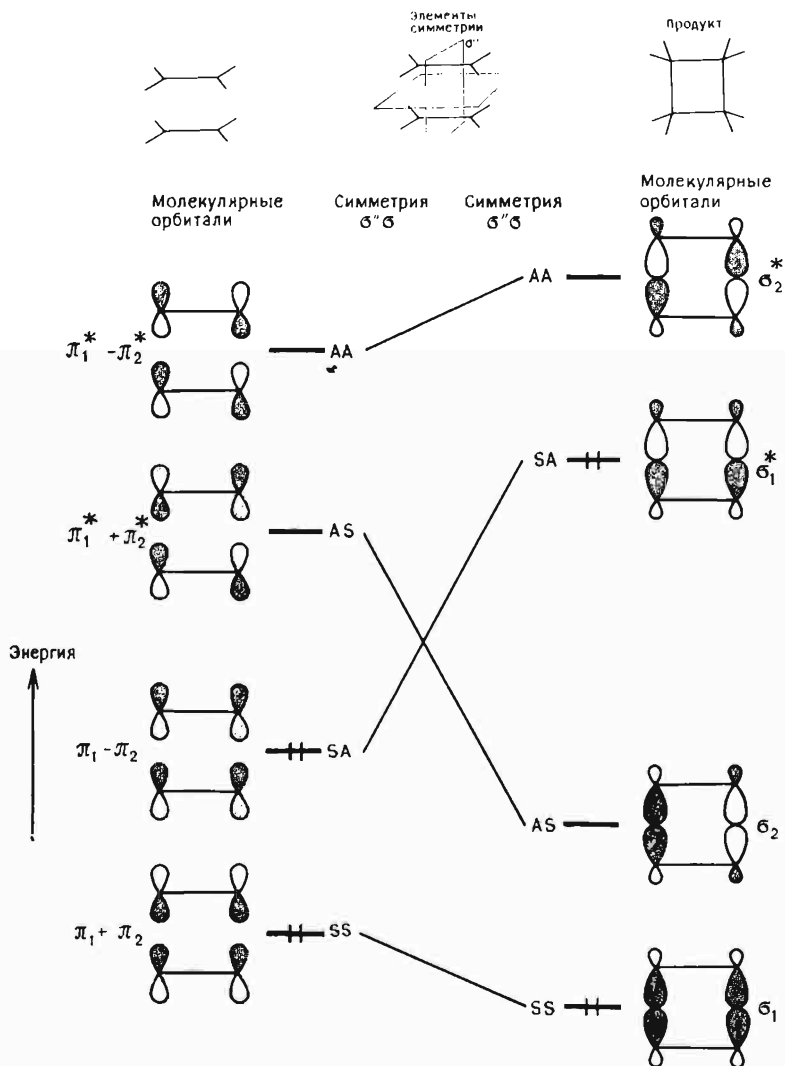 Элементы
симметрии
σ''
Продукт
Молекулярные
орбитали
Симметрия
σ''σ
Симметрия
σ''σ
Молекулярные
орбитали
AA
σ₂*
π₁* − π₂*
AA
SA
σ₁*
π₁* + π₂*
AS
Энергия
π₁ − π₂
SA
AS
σ₂
π₁ + π₂
SS
SS
σ₁